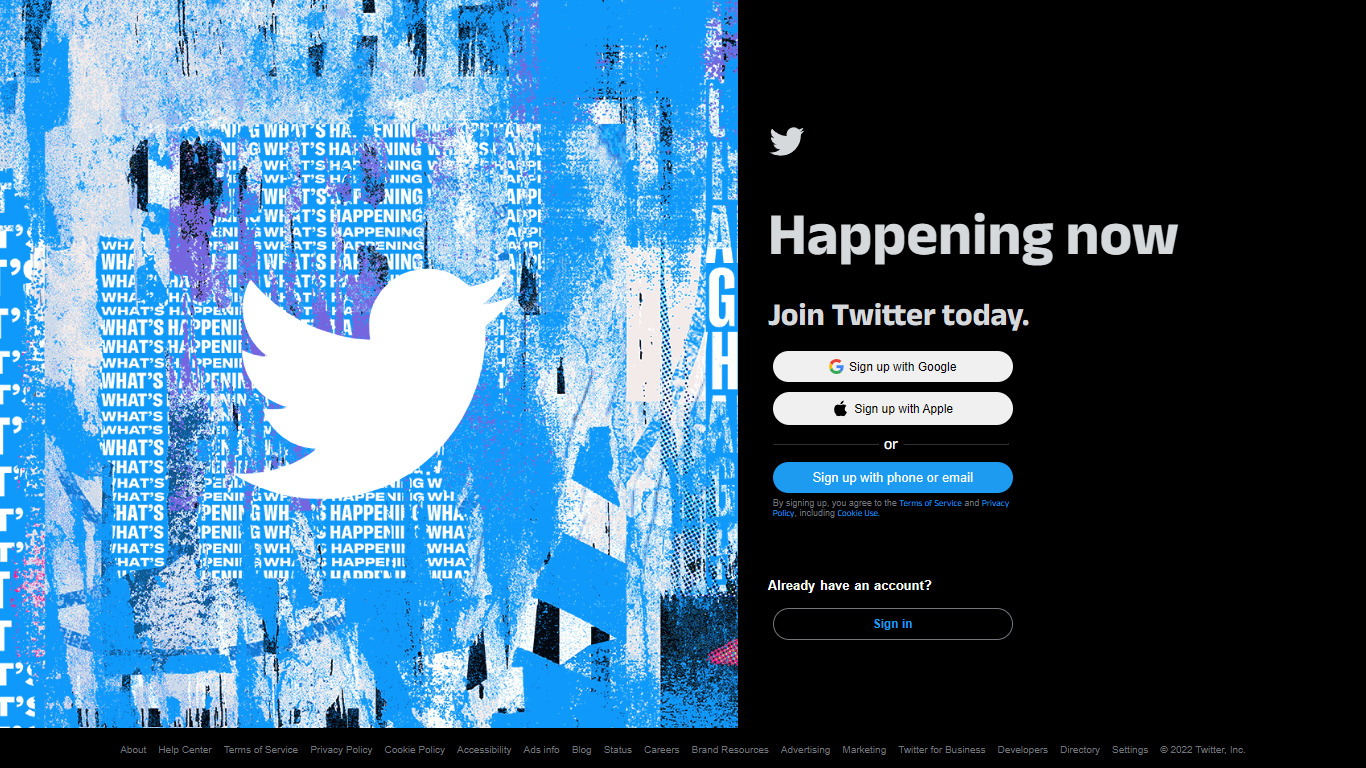 WHAT'S HAPPENING
Happening now
Join Twitter today.
Sign up with Google
Sign up with Apple
or
Sign up with phone or email
By signing up, you agree to the Terms of Service and Privacy
Policy, including Cookie Use.
Already have an account?
Sign in
About Help Center Terms of Service Privacy Policy Cookie Policy Accessibility Ads info Blog Status Careers Brand Resources Advertising Marketing Twitter for Business Developers Directory Settings © 2022 Twitter, Inc.